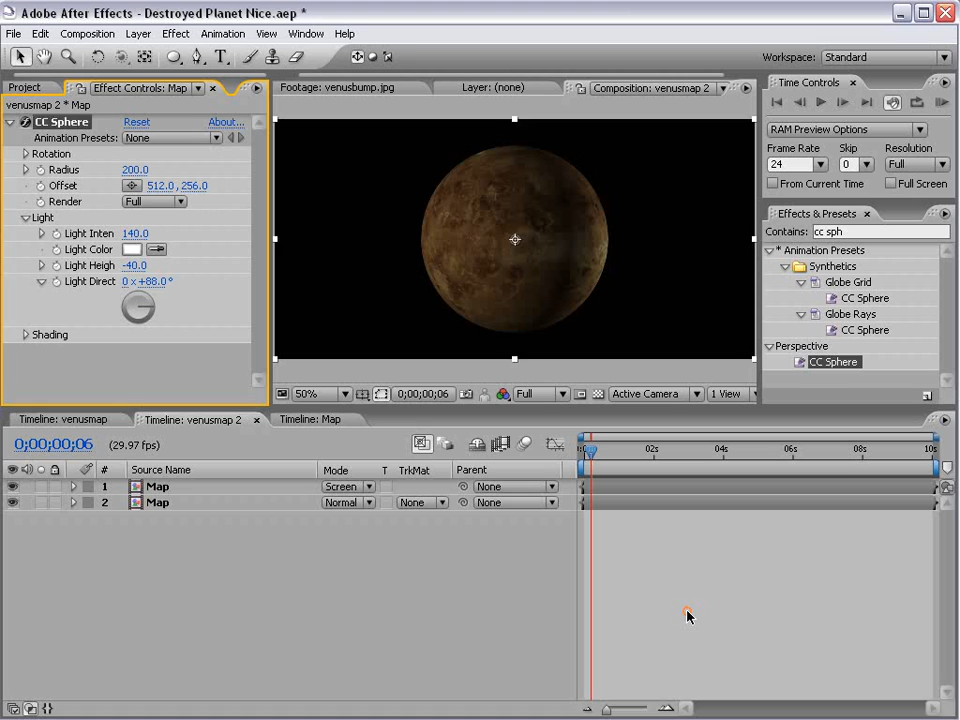 Adobe After Effects - Destroyed Planet Nice.aep *
File Edit Composition Layer Effect Animation View Window Help
Workspace: Standard
Project Effect Controls: Map
Footage: venusbump.jpg Layer: (none) Composition: venusmap 2
Time Controls
venusmap 2 * Map
CC Sphere Reset About...
Animation Presets: None
Rotation
Radius 200.0
Offset 512.0, 256.0
Render Full
Light
Light Inten 140.0
Light Color
Light Heigh -40.0
Light Direct 0 x +88.0°
Shading
RAM Preview Options
Frame Rate Skip Resolution
24 0 Full
From Current Time Full Screen
Effects & Presets
Contains: cc sph
* Animation Presets
Synthetics
Globe Grid
CC Sphere
Globe Rays
CC Sphere
Perspective
CC Sphere
50% 0;00;00;06 Full Active Camera 1 View
Timeline: venusmap Timeline: venusmap 2 Timeline: Map
0;00;00;06 (29.97 fps)
02s 04s 06s 08s 10s
# Source Name Mode T TrkMat Parent
1 Map Screen None
2 Map Normal None None